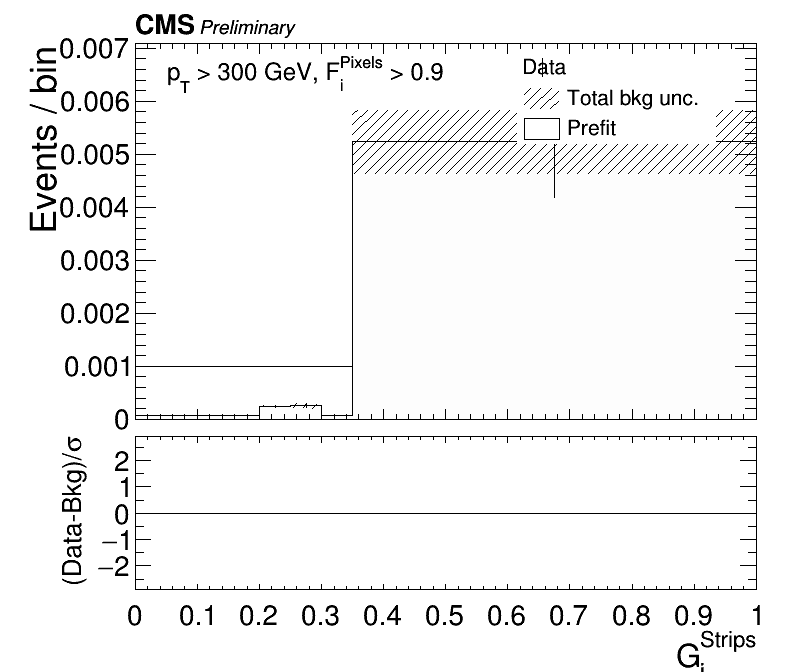 CMS Preliminary
Events / bin
p_T > 300 GeV, F_i^Pixels > 0.9
Data
Total bkg unc.
Prefit
0.007
0.006
0.005
0.004
0.003
0.002
0.001
0
(Data-Bkg)/σ
2
1
0
−1
−2
0 0.1 0.2 0.3 0.4 0.5 0.6 0.7 0.8 0.9 1
G_i^Strips